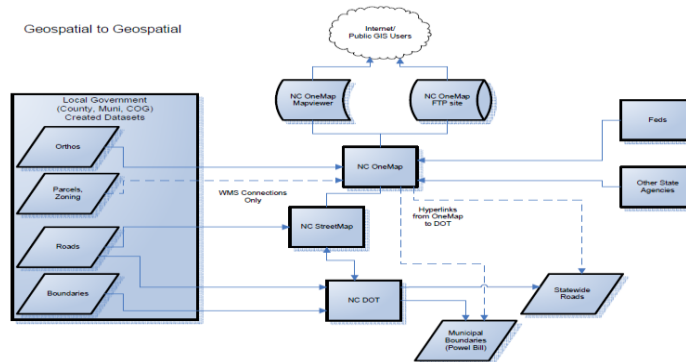 Geospatial to Geospatial
Internet/
Public GIS Users
NC OneMap
Mapviewer
NC OneMap
FTP site
Local Government
(County, Muni, COG)
Created Datasets
Orthos
Parcels,
Zoning
Roads
Boundaries
NC OneMap
Feds
Other State
Agencies
WMS Connections
Only
Hyperlinks
from OneMap
to DOT
NC StreetMap
NC DOT
Statewide
Roads
Municipal
Boundaries
(Powel Bill)